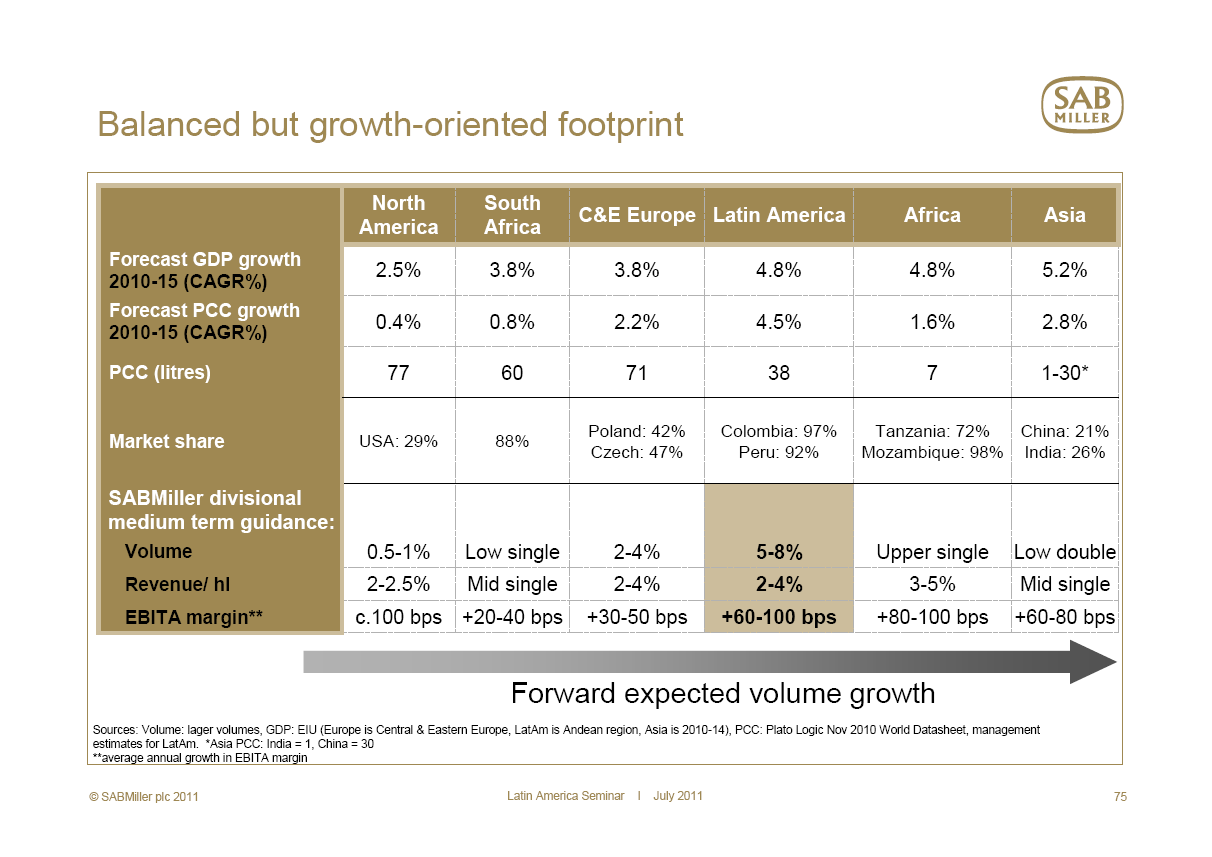 SAB
MILLER
Balanced but growth-oriented footprint
North America South Africa C&E Europe Latin America Africa Asia
Forecast GDP growth 2010-15 (CAGR%) 2.5% 3.8% 3.8% 4.8% 4.8% 5.2%
Forecast PCC growth 2010-15 (CAGR%) 0.4% 0.8% 2.2% 4.5% 1.6% 2.8%
PCC (litres) 77 60 71 38 7 1-30*
Market share USA: 29% 88% Poland: 42% Czech: 47% Colombia: 97% Peru: 92% Tanzania: 72% Mozambique: 98% China: 21% India: 26%
SABMiller divisional
medium term guidance:
Volume 0.5-1% Low single 2-4% 5-8% Upper single Low double
Revenue/ hl 2-2.5% Mid single 2-4% 2-4% 3-5% Mid single
EBITA margin** c.100 bps +20-40 bps +30-50 bps +60-100 bps +80-100 bps +60-80 bps
Forward expected volume growth
Sources: Volume: lager volumes, GDP: EIU (Europe is Central & Eastern Europe, LatAm is Andean region, Asia is 2010-14), PCC: Plato Logic Nov 2010 World Datasheet, management
estimates for LatAm. *Asia PCC: India = 1, China = 30
**average annual growth in EBITA margin
© SABMiller plc 2011 Latin America Seminar l July 2011 75